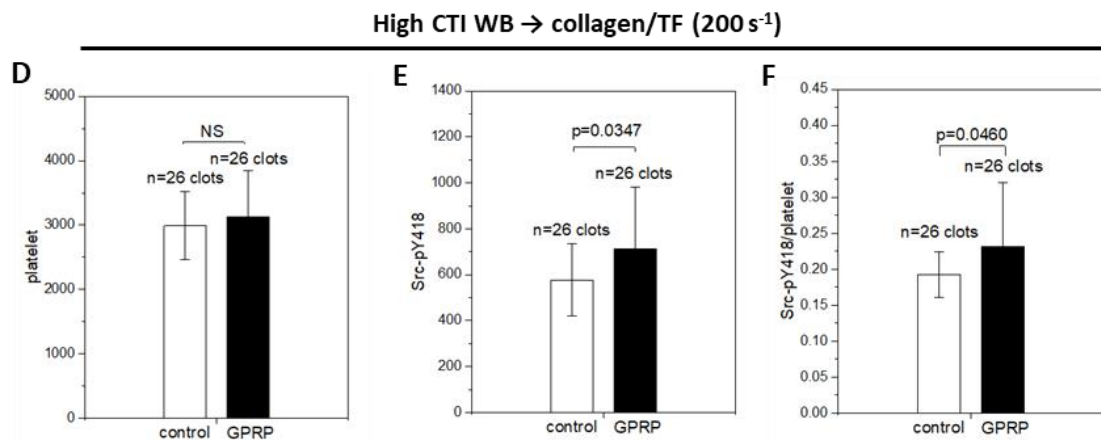 High CTI WB → collagen/TF (200 s⁻¹)
D
5000
4000
3000
2000
1000
0
platelet
NS
n=26 clots
n=26 clots
control
GPRP
E
1400
1200
1000
800
600
400
200
0
Src-pY418
p=0.0347
n=26 clots
n=26 clots
control
GPRP
F
0.45
0.40
0.35
0.30
0.25
0.20
0.15
0.10
0.05
0.00
Src-pY418/platelet
p=0.0460
n=26 clots
n=26 clots
control
GPRP